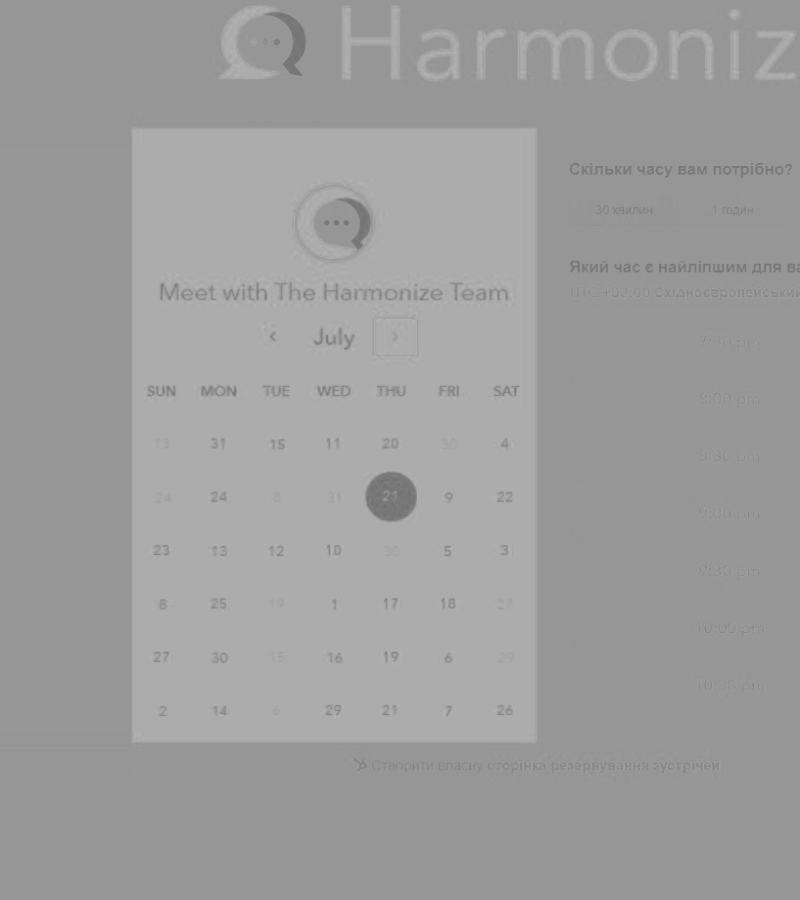 Harmoniz
Meet with The Harmonize Team
‹ July ›
SUN MON TUE WED THU FRI SAT
13 31 15 11 20 30 4
24 24 8 31 21 9 22
23 13 12 10 30 5 3
8 25 19 1 17 18 27
27 30 15 16 19 6 29
2 14 6 29 21 7 26
Скільки часу вам потрібно?
30 хвилин 1 годин
Який час є найліпшим для ва
UTC +02:00 Східноєвропейський
7:30 pm
8:00 pm
8:30 pm
9:00 pm
9:30 pm
10:00 pm
10:30 pm
Створити власну сторінка резервування зустрічей